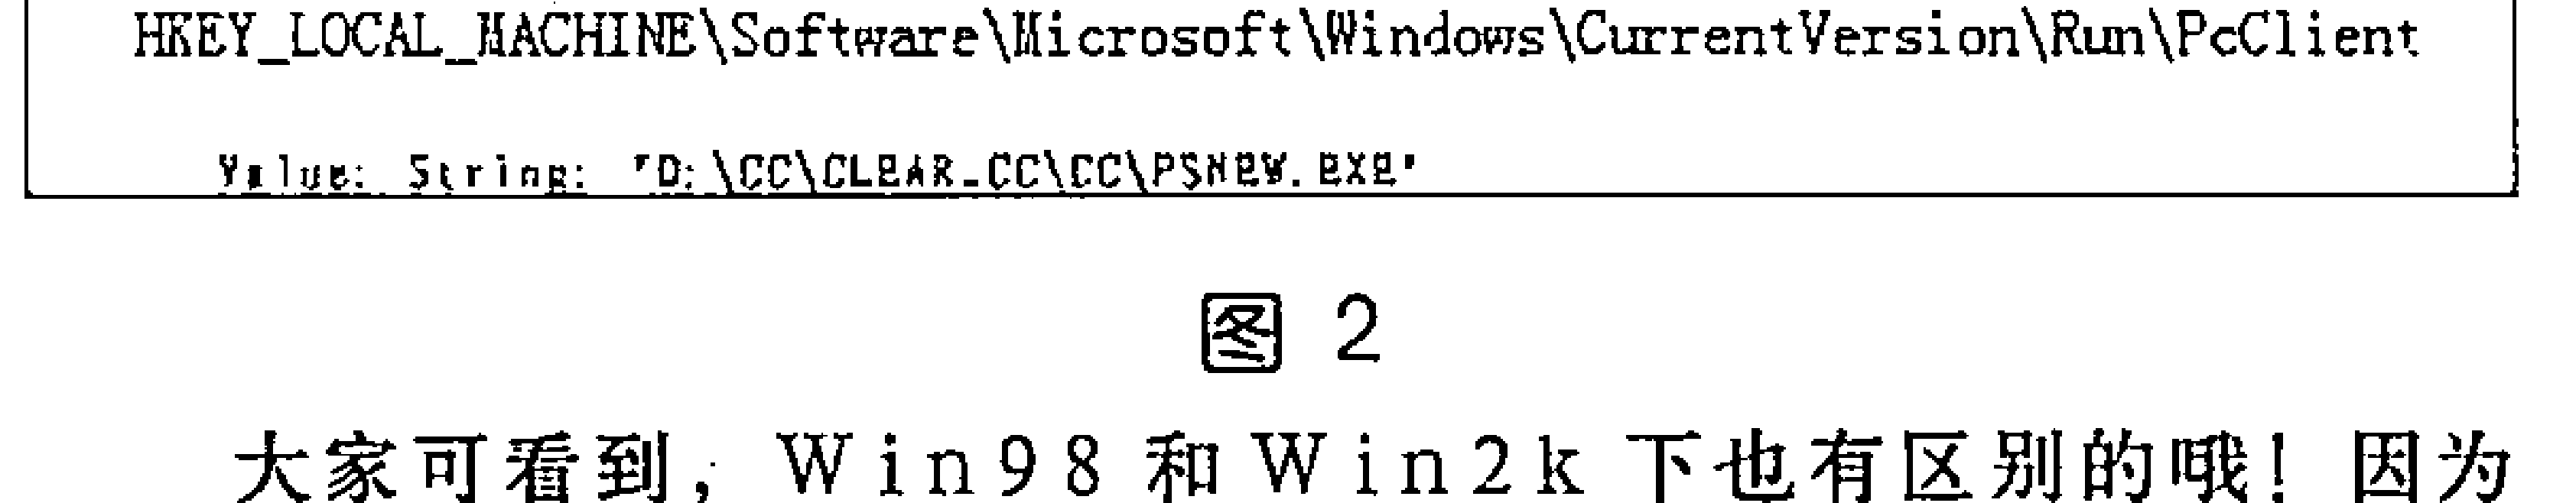 HKEY_LOCAL_MACHINE\Software\Microsoft\Windows\CurrentVersion\Run\PcClient
Value: String: "D:\CC\CLEAR_CC\CC\PSNEW.EXE"
图 2
大家可看到，Win98 和 Win2k 下也有区别的哦！因为